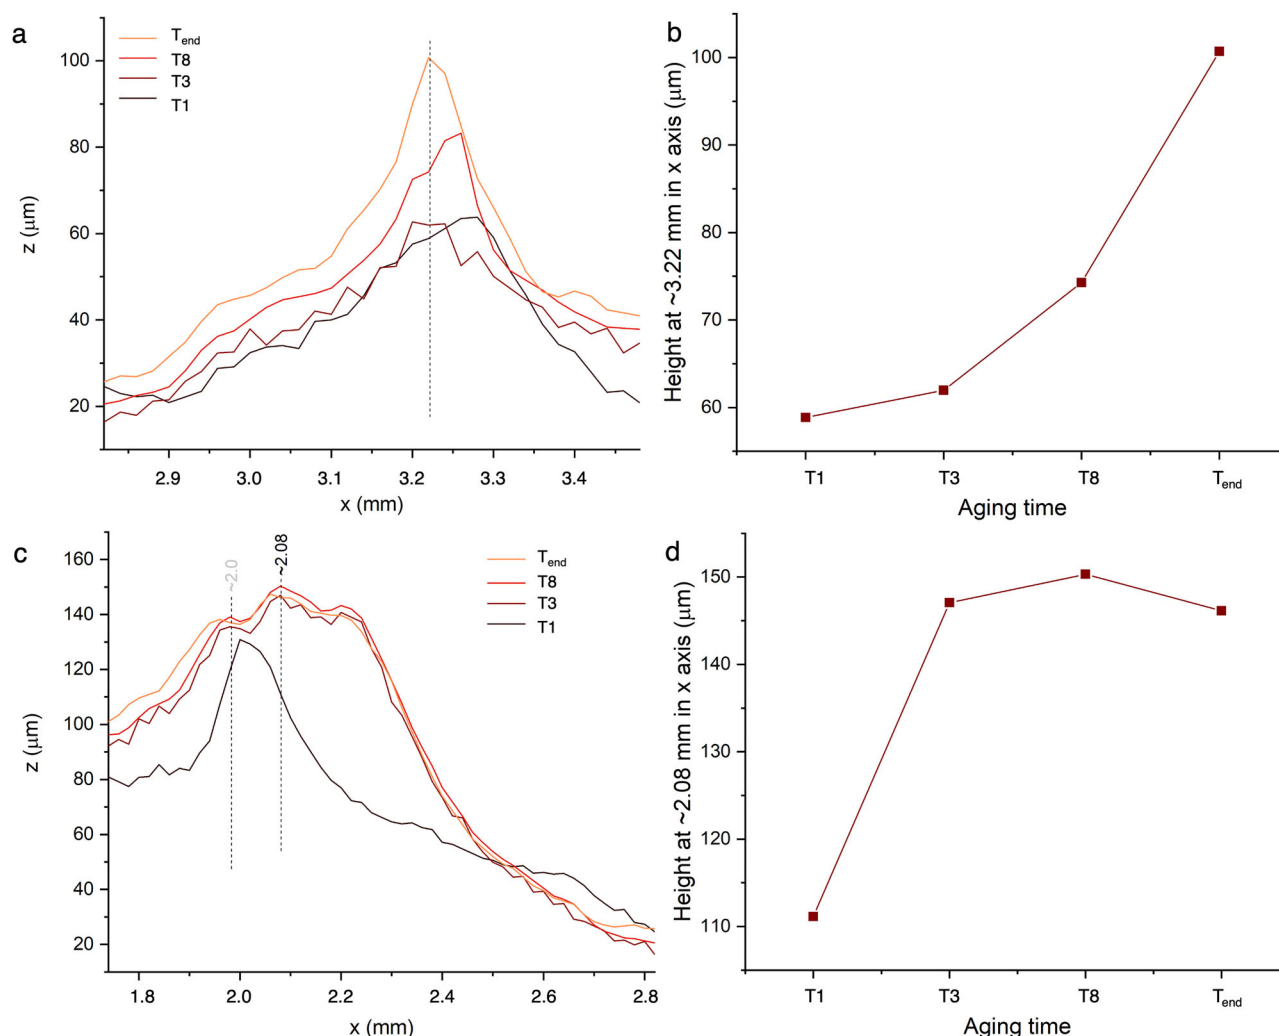 a
T_end
T8
T3
T1
100
80
60
40
20
z (μm)
2.9 3.0 3.1 3.2 3.3 3.4
x (mm)
b
100
90
80
70
60
Height at ~3.22 mm in x axis (μm)
T1 T3 T8 T_end
Aging time
c
~2.0
~2.08
T_end
T8
T3
T1
160
140
120
100
80
60
40
20
z (μm)
1.8 2.0 2.2 2.4 2.6 2.8
x (mm)
d
150
140
130
120
110
Height at ~2.08 mm in x axis (μm)
T1 T3 T8 T_end
Aging time